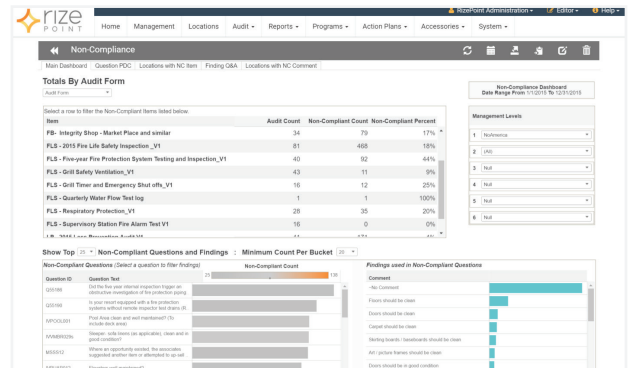 RizePoint Administration Editor Help
rize
POINT
Home Management Locations Audit Reports Programs Action Plans Accessories System
Non-Compliance
Main Dashboard Question PDC Locations with NC Item Finding Q&A Locations with NC Comment
Totals By Audit Form
Audit Form
Non-Compliance Dashboard
Date Range From 1/1/2015 To 12/31/2015
Select a row to filter the Non-Compliant Items listed below.
Item Audit Count Non-Compliant Count Non-Compliant Percent
FB- Integrity Shop - Market Place and similar 34 79 17%
FLS - 2015 Fire Life Safety Inspection _V1 81 468 18%
FLS - Five-year Fire Protection System Testing and Inspection_V1 40 92 44%
FLS - Grill Safety Ventilation_V1 43 11 9%
FLS - Grill Timer and Emergency Shut offs_V1 16 12 25%
FLS - Quarterly Water Flow Test log 1 1 100%
FLS - Respiratory Protection_V1 28 35 20%
FLS - Supervisory Station Fire Alarm Test V1 16 0 0%
Management Levels
1 NoAmerica
2 (All)
3 Null
4 Null
5 Null
6 Null
Show Top 25 Non-Compliant Questions and Findings : Minimum Count Per Bucket 20
Non-Compliant Questions (Select a question to filter findings) Non-Compliant Count
Question ID Question Text 23 138
Did the five year internal inspection trigger an
obstructive investigation of fire protection piping
Is your resort equipped with a fire protection
systems without remote inspector test drains (If
IVPOOL691 Pool Area clean and well maintained? (To
include deck area)
Sleeper- sofa linens (as applicable), clean and in
good condition?
MSS512 Where an opportunity existed, the associates
suggested another item or attempted to up-sell
Findings used in Non-Compliant Questions
Comment
~No Comment
Floors should be clean
Doors should be clean
Carpet should be clean
Skirting boards / baseboards should be clean
Art / picture frames should be clean
Doors should be in good condition